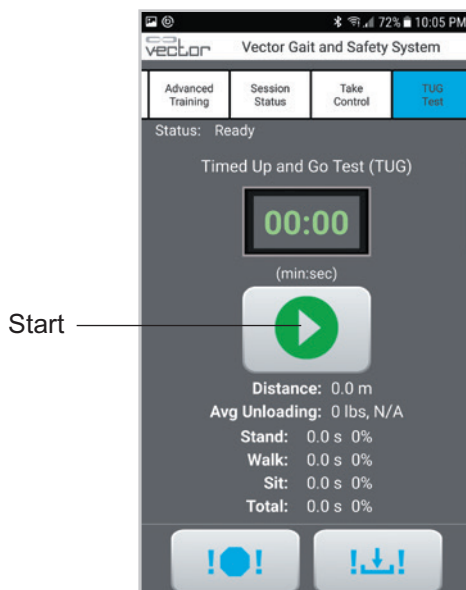 72% 10:05 PM
vector Vector Gait and Safety System
Advanced Training
Session Status
Take Control
TUG Test
Status: Ready
Timed Up and Go Test (TUG)
00:00
(min:sec)
Start
Distance: 0.0 m
Avg Unloading: 0 lbs, N/A
Stand: 0.0 s 0%
Walk: 0.0 s 0%
Sit: 0.0 s 0%
Total: 0.0 s 0%
! !
! !